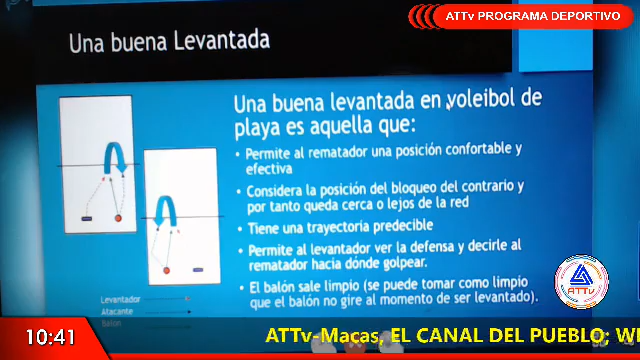 ATTv PROGRAMA DEPORTIVO
Una buena Levantada
Una buena levantada en voleibol de
playa es aquella que:
• Permite al rematador una posición confortable y
efectiva
• Considera la posición del bloqueo del contrario y
por tanto queda cerca o lejos de la red
• Tiene una trayectoria predecible
• Permite al levantador ver la defensa y decirle al
rematador hacia dónde golpear.
• El balón sale limpio (se puede tomar como limpio
que el balón no gire al momento de ser levantado).
Levantador
Atacante
Balón
ATTv
10:41
ATTv-Macas, EL CANAL DEL PUEBLO; W